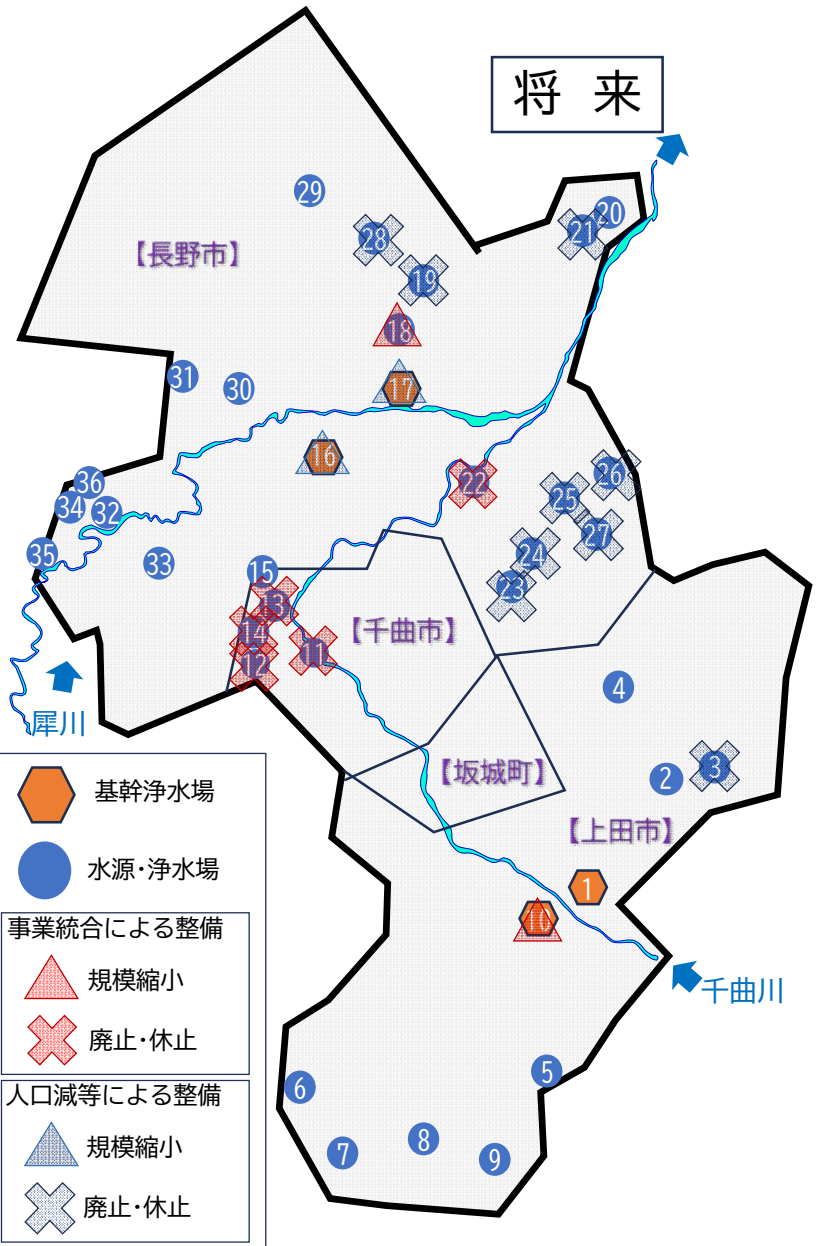 将 来
29
20
21
28
【長野市】
19
18
31
30
17
16
36
34
32
22
26
25
27
35
33
15
24
23
13
14
【千曲市】
12
11
4
犀川
【坂城町】
2
3
【上田市】
1
10
千曲川
6
5
7
8
9
基幹浄水場
水源・浄水場
事業統合による整備
規模縮小
廃止・休止
人口減等による整備
規模縮小
廃止・休止